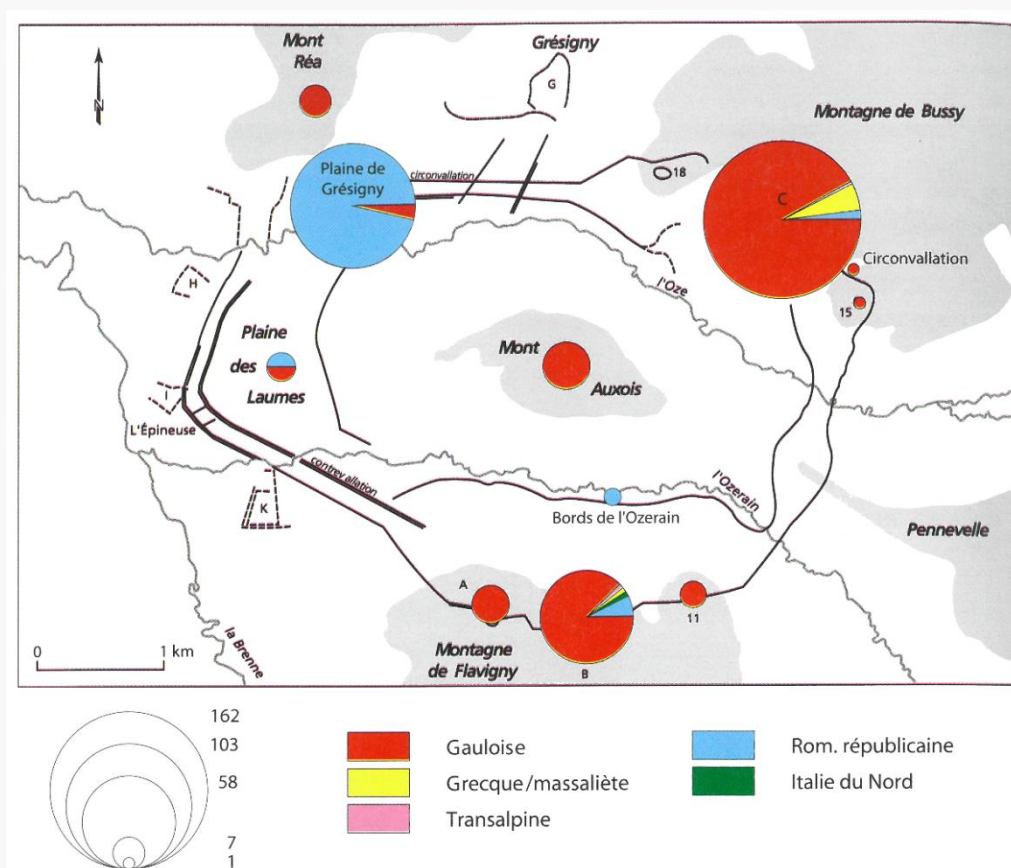 Mont
Réa
Grésigny
G
Montagne de Bussy
N
Plaine de
Grésigny
circonvallation
18
C
Circonvallation
l'Oze
15
H
Plaine
des
Laumes
Mont
Auxois
I
L'Épineuse
contrevallation
l'Ozerain
Bords de l'Ozerain
K
Pennevelle
A
11
la Brenne
Montagne
de Flavigny
B
0 1 km
162
103
58
7
1
Gauloise
Grecque/massaliète
Transalpine
Rom. républicaine
Italie du Nord